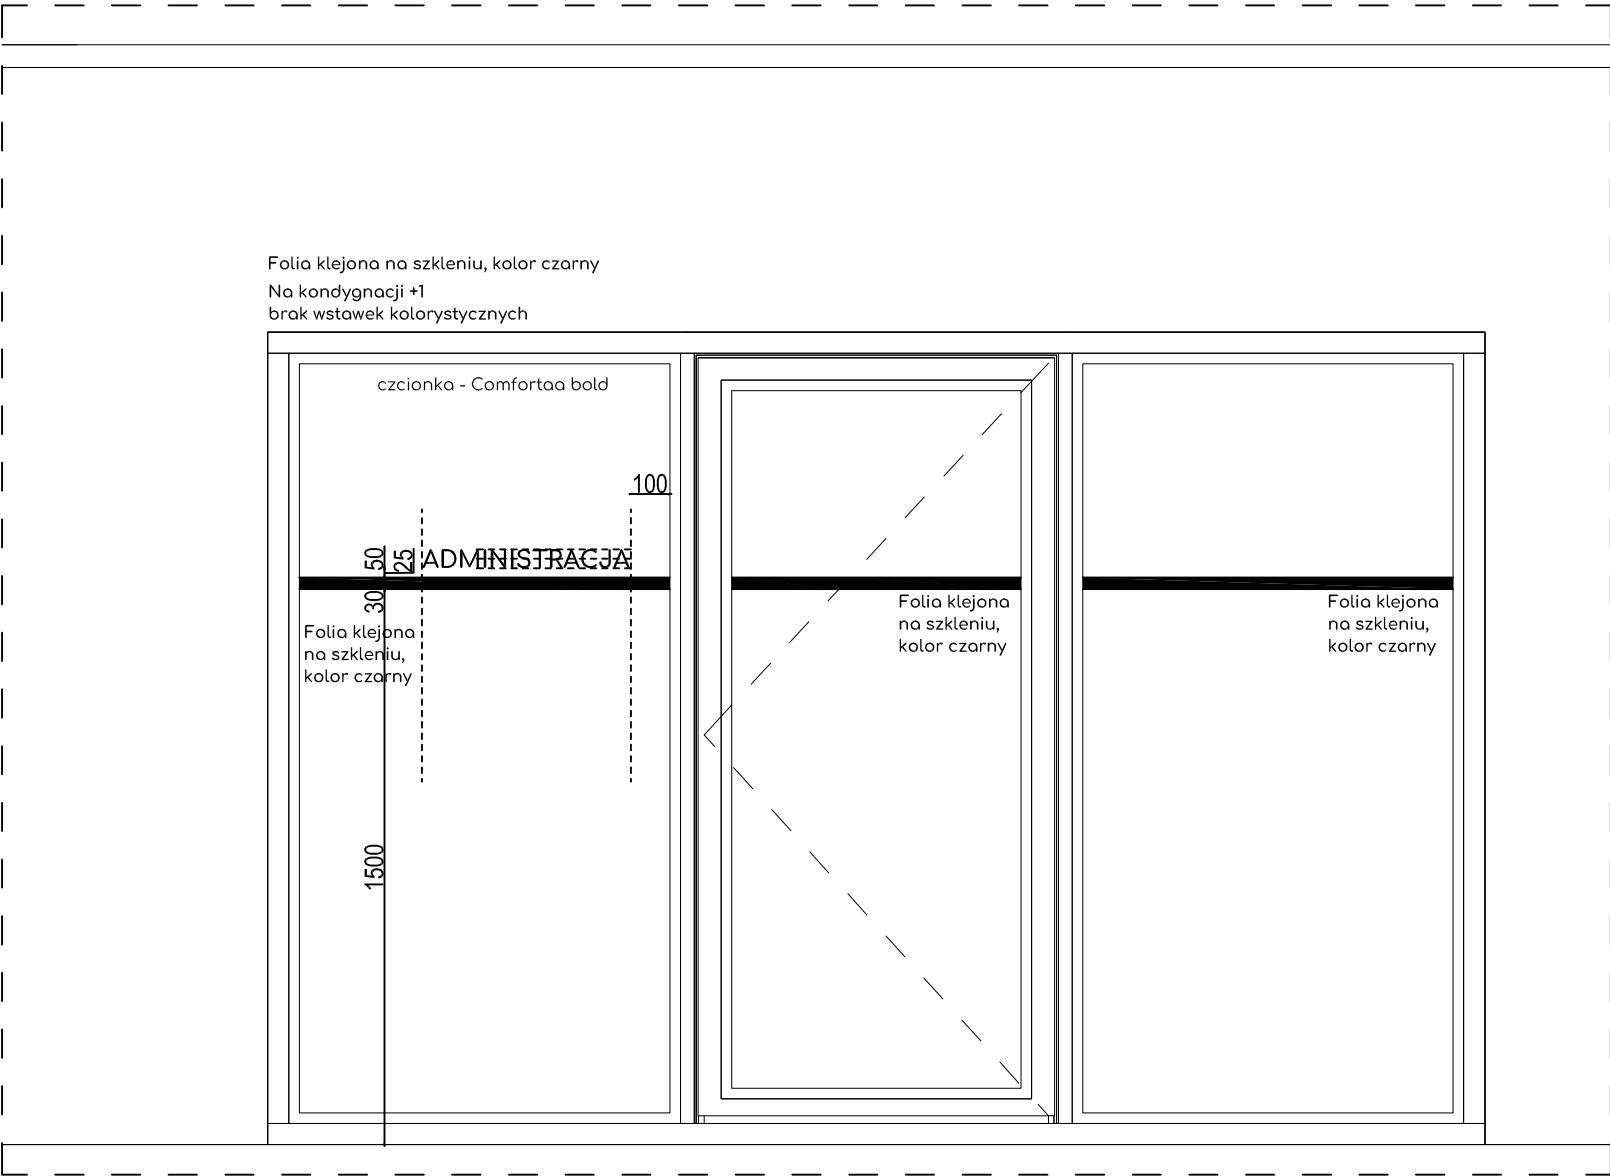 Folia klejona na szkleniu, kolor czarny
Na kondygnacji +1
brak wstawek kolorystycznych
czcionka - Comfortaa bold
100
50
25
ADMINISTRACJA
30
Folia klejona
na szkleniu,
kolor czarny
Folia klejona
na szkleniu,
kolor czarny
Folia klejona
na szkleniu,
kolor czarny
1500